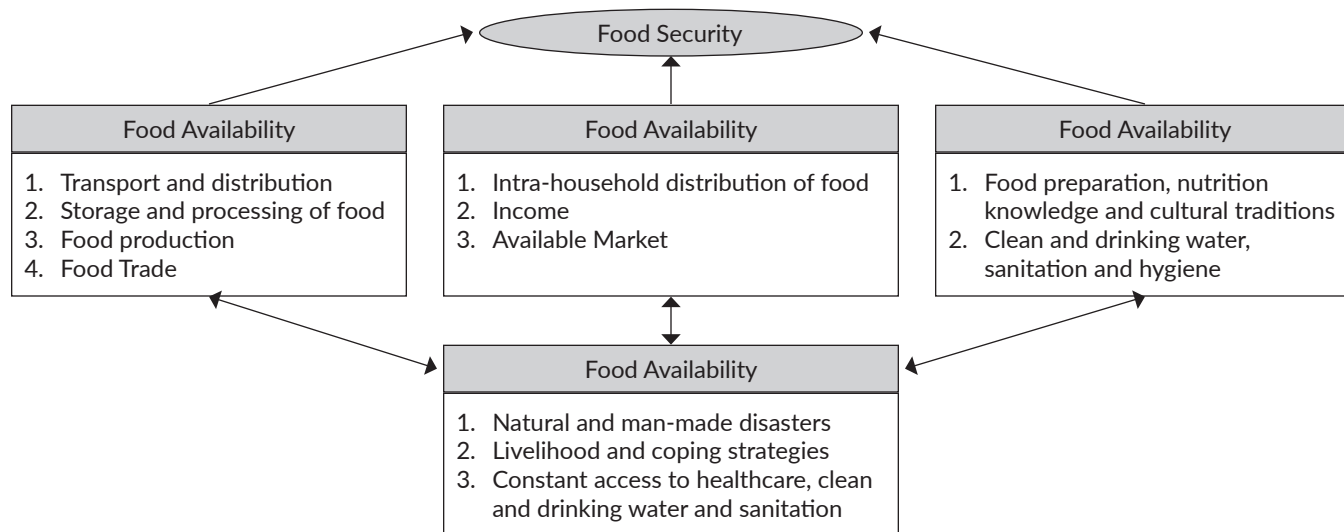 Food Security
Food Availability
1. Transport and distribution
2. Storage and processing of food
3. Food production
4. Food Trade
Food Availability
1. Intra-household distribution of food
2. Income
3. Available Market
Food Availability
1. Food preparation, nutrition
knowledge and cultural traditions
2. Clean and drinking water,
sanitation and hygiene
Food Availability
1. Natural and man-made disasters
2. Livelihood and coping strategies
3. Constant access to healthcare, clean
and drinking water and sanitation